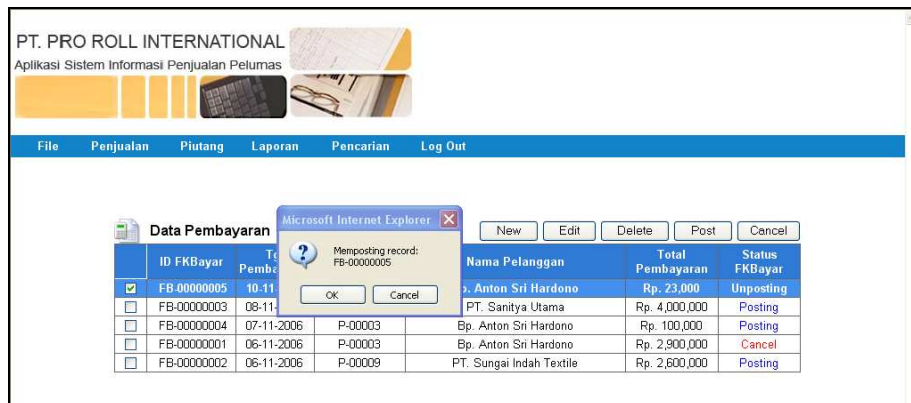 PT. PRO ROLL INTERNATIONAL
Aplikasi Sistem Informasi Penjualan Pelumas
File Penjualan Piutang Laporan Pencarian Log Out
Data Pembayaran New Edit Delete Post Cancel
Microsoft Internet Explorer
Memposting record:
FB-00000005
OK Cancel
ID FKBayar Nama Pelanggan Total Pembayaran Status FKBayar
FB-00000005 Anton Sri Hardono Rp. 23,000 Unposting
FB-00000003 PT. Sanitya Utama Rp. 4,000,000 Posting
FB-00000004 07-11-2006 P-00003 Bp. Anton Sri Hardono Rp. 100,000 Posting
FB-00000001 06-11-2006 P-00003 Bp. Anton Sri Hardono Rp. 2,900,000 Cancel
FB-00000002 06-11-2006 P-00009 PT. Sungai Indah Textile Rp. 2,600,000 Posting